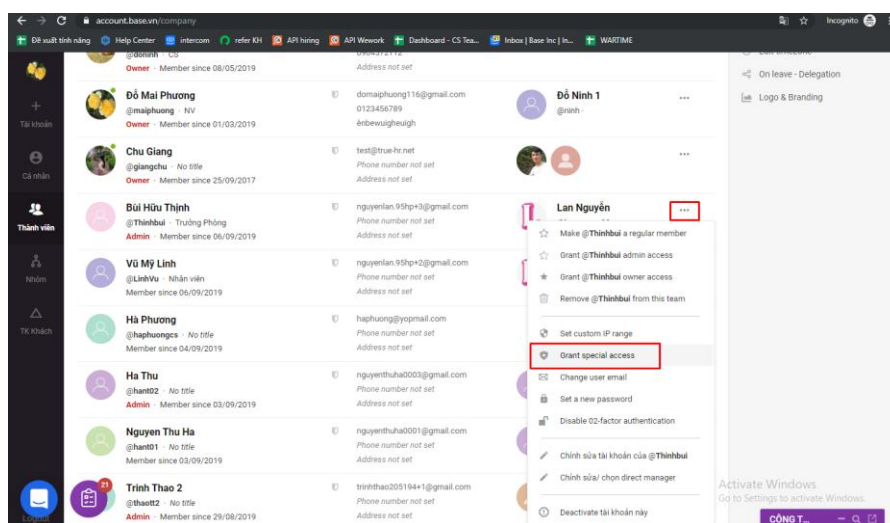 account.base.vn/company
Incognito
Đề xuất tính năng
Help Center
intercom
refer KH
API hiring
API Wework
Dashboard - CS Tea...
Inbox | Base Inc | In...
WARTIME
@doninh · CS
Owner · Member since 08/05/2019
0984572112
Address not set
Edit timezone
On leave - Delegation
Logo & Branding
Tài khoản
Cá nhân
Thành viên
Nhóm
TK Khách
Logout
21
Đỗ Mai Phương
@maiphuong · NV
Owner · Member since 01/03/2019
domaiphuong116@gmail.com
0123456789
ènbewuigheuigh
Đỗ Ninh 1
@ninh ·
Chu Giang
@giangchu · No title
Owner · Member since 25/09/2017
test@true-hr.net
Phone number not set
Address not set
Bùi Hữu Thịnh
@Thinhbui · Trưởng Phòng
Admin · Member since 06/09/2019
nguyenlan.95hp+3@gmail.com
Phone number not set
Address not set
Lan Nguyễn
Vũ Mỹ Linh
@LinhVu · Nhân viên
Member since 06/09/2019
nguyenlan.95hp+2@gmail.com
Phone number not set
Address not set
Hà Phương
@haphuongcs · No title
Member since 04/09/2019
haphuong@yopmail.com
Phone number not set
Address not set
Ha Thu
@hant02 · No title
Admin · Member since 03/09/2019
nguyenthuha0003@gmail.com
Phone number not set
Address not set
Nguyen Thu Ha
@hant01 · No title
Member since 03/09/2019
nguyenthuha0001@gmail.com
Phone number not set
Address not set
Trinh Thao 2
@thaott2 · No title
Admin · Member since 29/08/2019
trinhthao205194+1@gmail.com
Phone number not set
Address not set
Make @Thinhbui a regular member
Grant @Thinhbui admin access
Grant @Thinhbui owner access
Remove @Thinhbui from this team
Set custom IP range
Grant special access
Change user email
Set a new password
Disable 02-factor authentication
Chỉnh sửa tài khoản của @Thinhbui
Chỉnh sửa/ chọn direct manager
Deactivate tài khoản này
Activate Windows
Go to Settings to activate Windows.
CÔNG T...